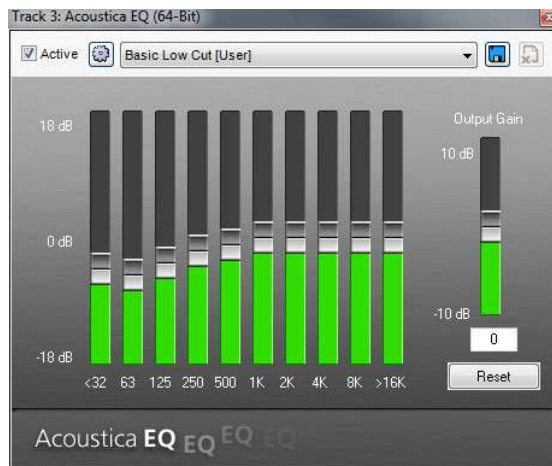 Track 3: Acoustica EQ (64-Bit)
Active
Basic Low Cut [User]
18 dB
0 dB
-18 dB
<32 63 125 250 500 1K 2K 4K 8K >16K
Output Gain
10 dB
-10 dB
0
Reset
Acoustica EQ EQ EQ EQ